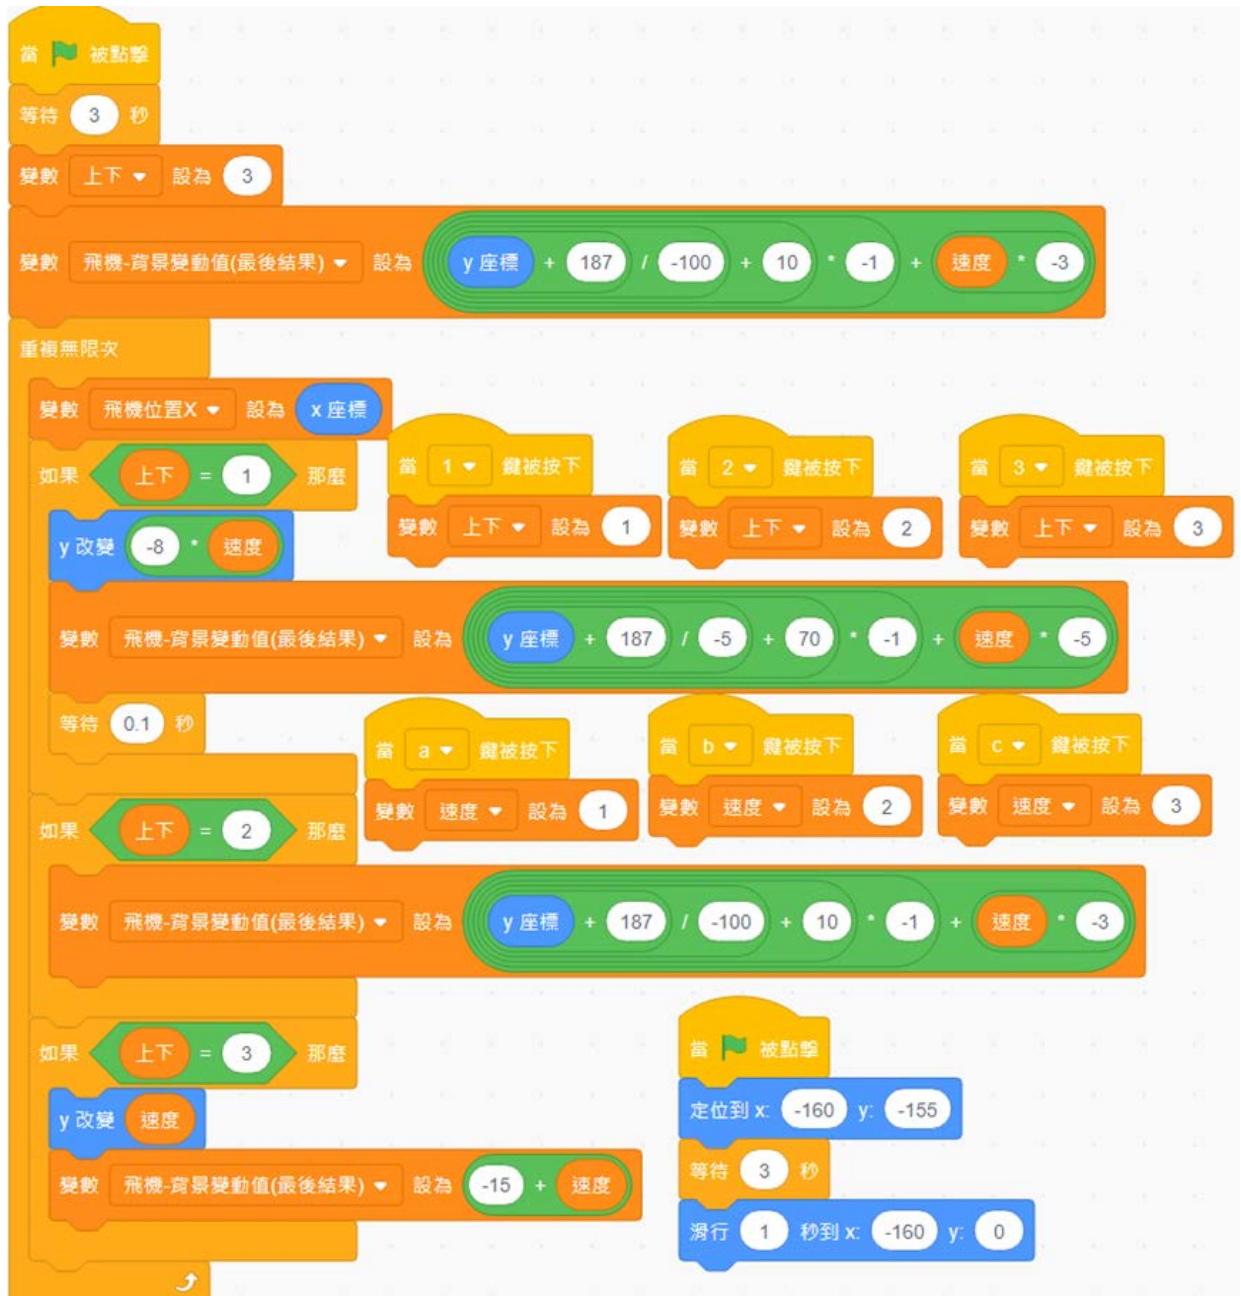 當 被點擊
等待 3 秒
變數 上下 設為 3
變數 飛機-背景變動值(最後結果) 設為 y 座標 + 187 / -100 + 10 * -1 + 速度 * -3
重複無限次
變數 飛機位置X 設為 x 座標
如果 上下 = 1 那麼
y 改變 -8 * 速度
變數 飛機-背景變動值(最後結果) 設為 y 座標 + 187 / -5 + 70 * -1 + 速度 * -5
等待 0.1 秒
如果 上下 = 2 那麼
變數 飛機-背景變動值(最後結果) 設為 y 座標 + 187 / -100 + 10 * -1 + 速度 * -3
如果 上下 = 3 那麼
y 改變 速度
變數 飛機-背景變動值(最後結果) 設為 -15 + 速度
當 1 鍵被按下
變數 上下 設為 1
當 2 鍵被按下
變數 上下 設為 2
當 3 鍵被按下
變數 上下 設為 3
當 a 鍵被按下
變數 速度 設為 1
當 b 鍵被按下
變數 速度 設為 2
當 c 鍵被按下
變數 速度 設為 3
當 被點擊
定位到 x: -160 y: -155
等待 3 秒
滑行 1 秒到 x: -160 y: 0